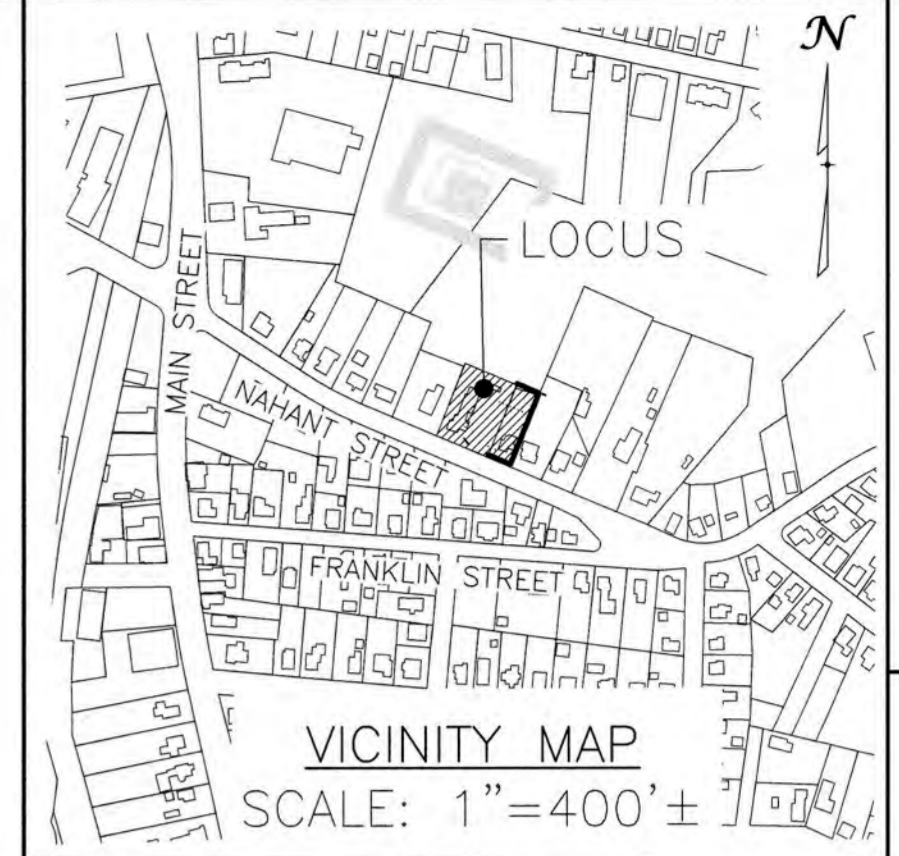 N
LOCUS
MAIN STREET
NAHANT STREET
FRANKLIN STREET
VICINITY MAP
SCALE: 1"=400'±